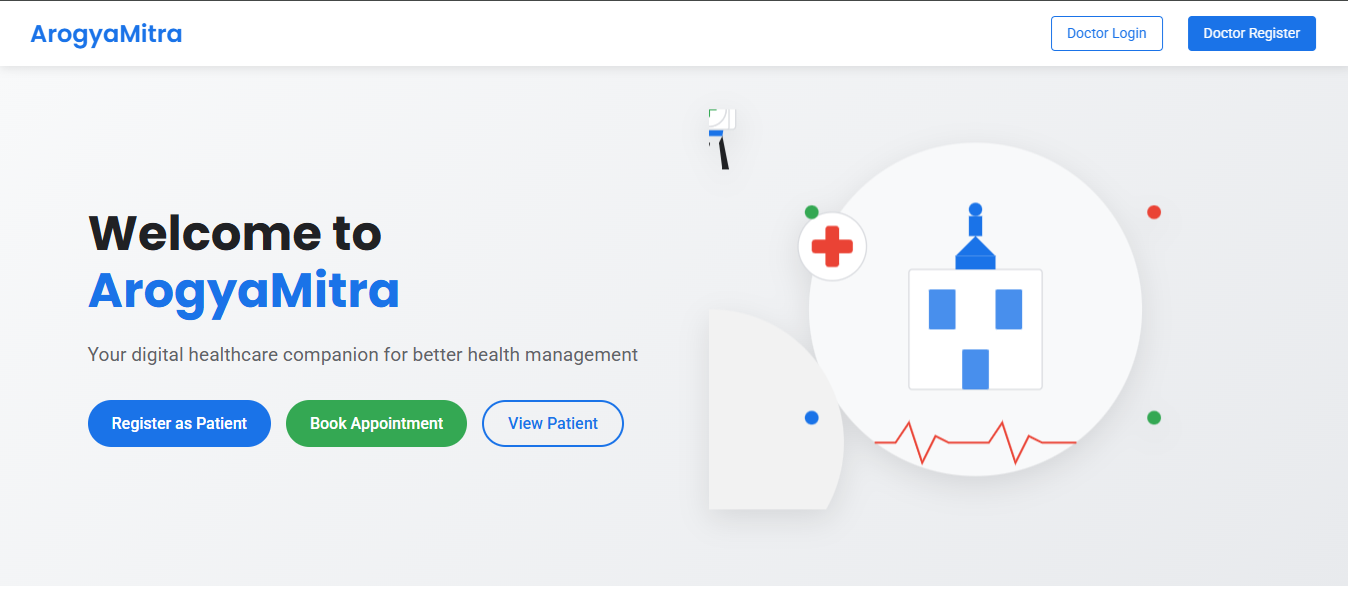 ArogyaMitra
Doctor Login
Doctor Register
Welcome to
ArogyaMitra
Your digital healthcare companion for better health management
Register as Patient
Book Appointment
View Patient